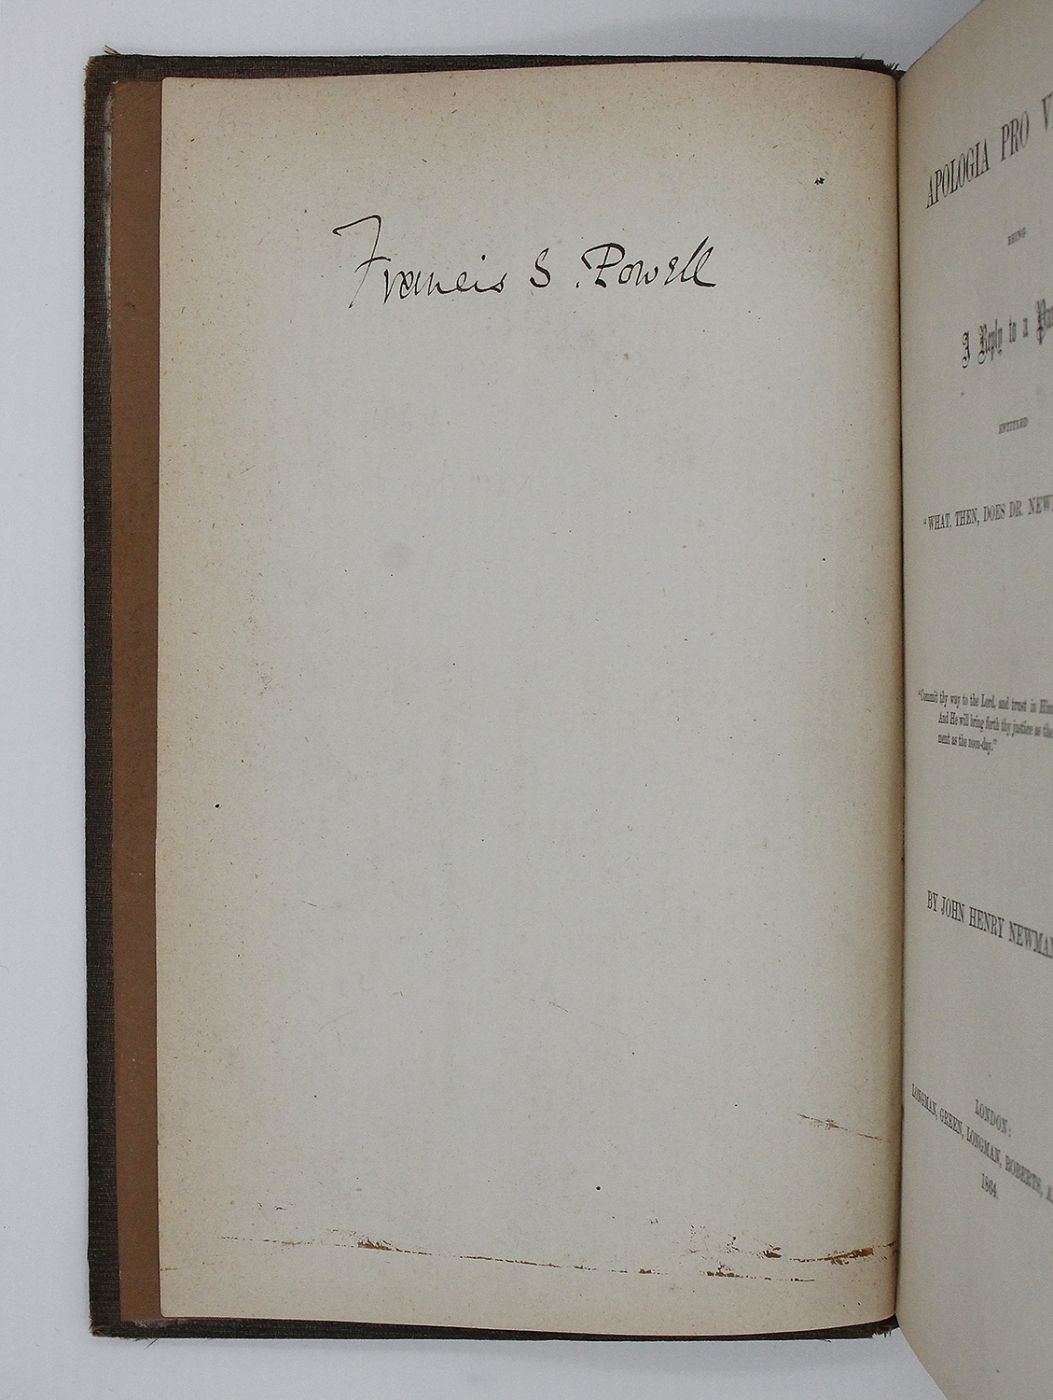 Francis S. Powell
APOLOGIA PRO
BEING
A Reply to a
ENTITLED
"WHAT, THEN, DOES DR. NEW
"Commit thy way to the Lord, and trust in Him
And He will bring forth thy justice as the
ment as the noon-day."
BY JOHN HENRY NEWMAN
LONDON:
LONGMAN, GREEN, LONGMAN, ROBERTS,
1864.